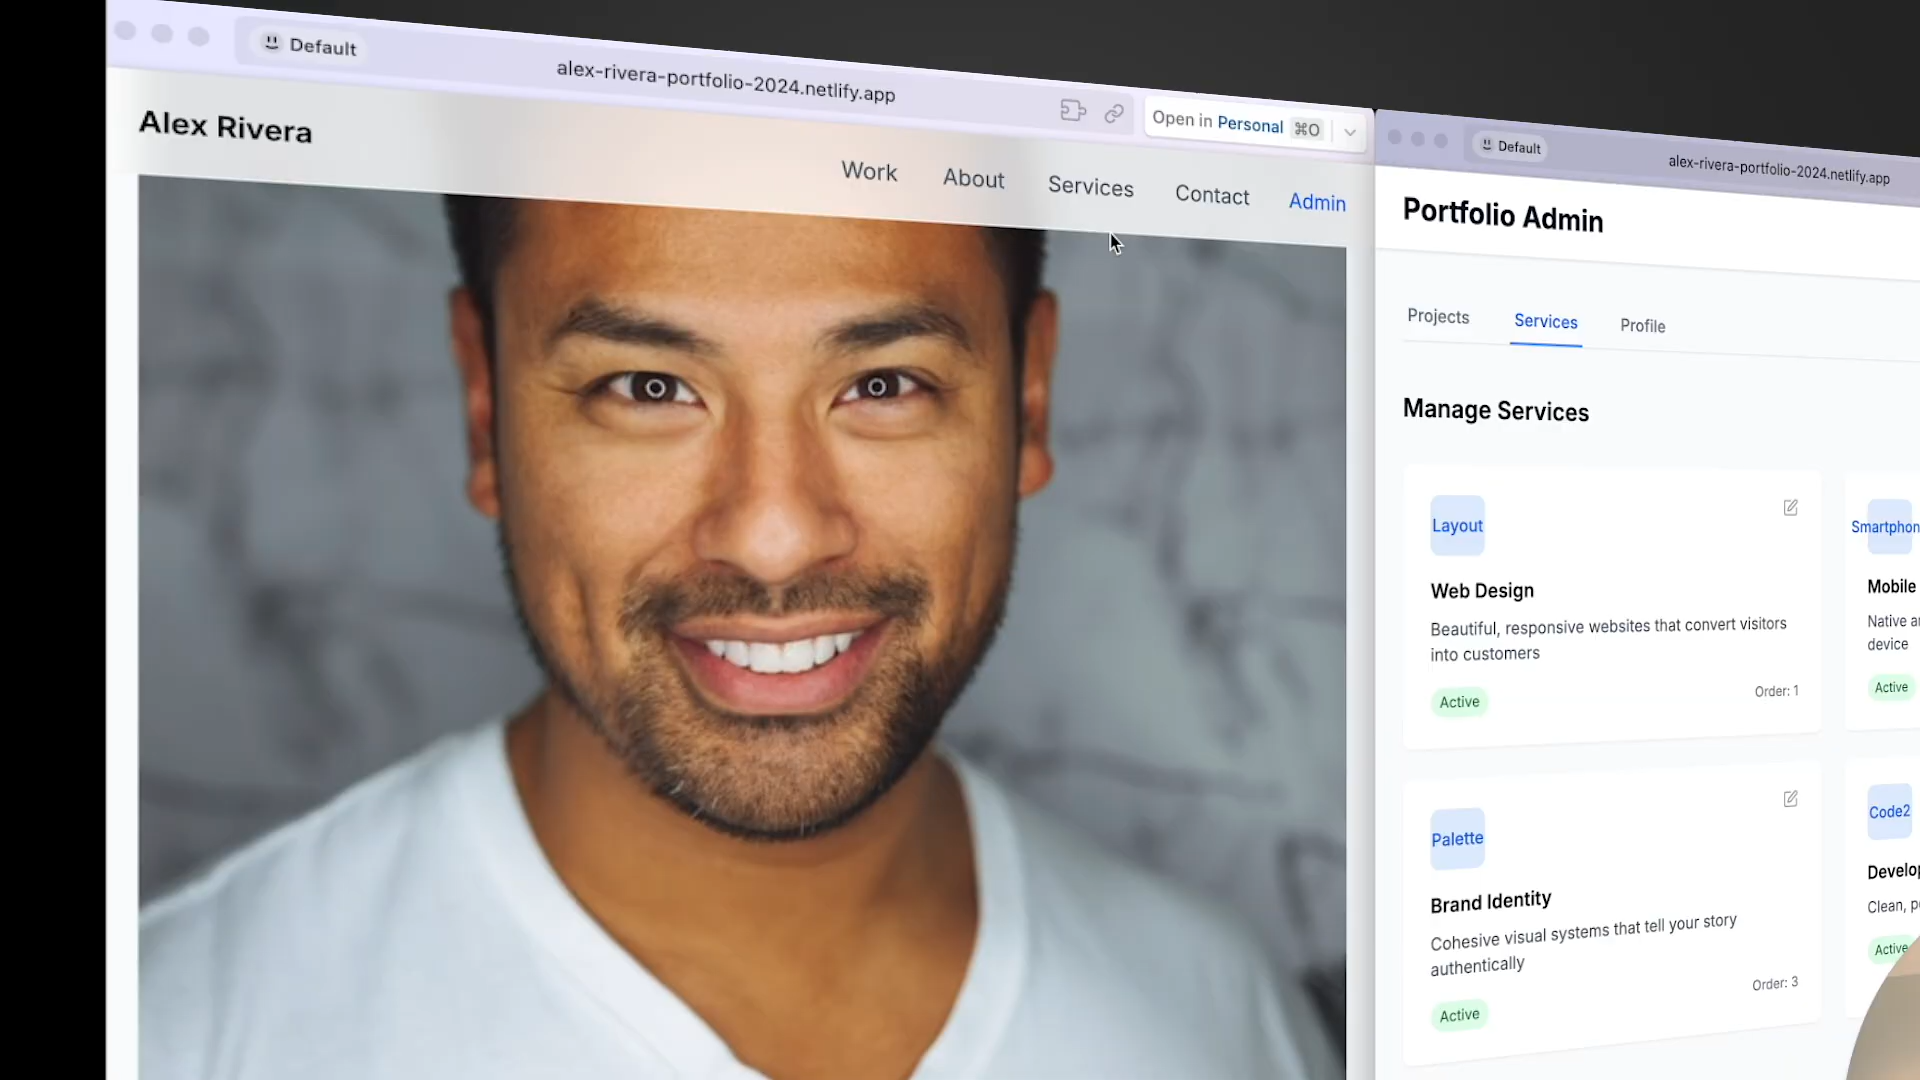 Default
alex-rivera-portfolio-2024.netlify.app
Open in Personal ⌘O
Alex Rivera
Work
About
Services
Contact
Admin
Default
alex-rivera-portfolio-2024.netlify.app
Portfolio Admin
Projects
Services
Profile
Manage Services
Layout
Web Design
Beautiful, responsive websites that convert visitors
into customers
Active
Order: 1
Mobile
Native
device
Active
Palette
Brand Identity
Cohesive visual systems that tell your story
authentically
Active
Order: 3
Code2
Clean,
Active